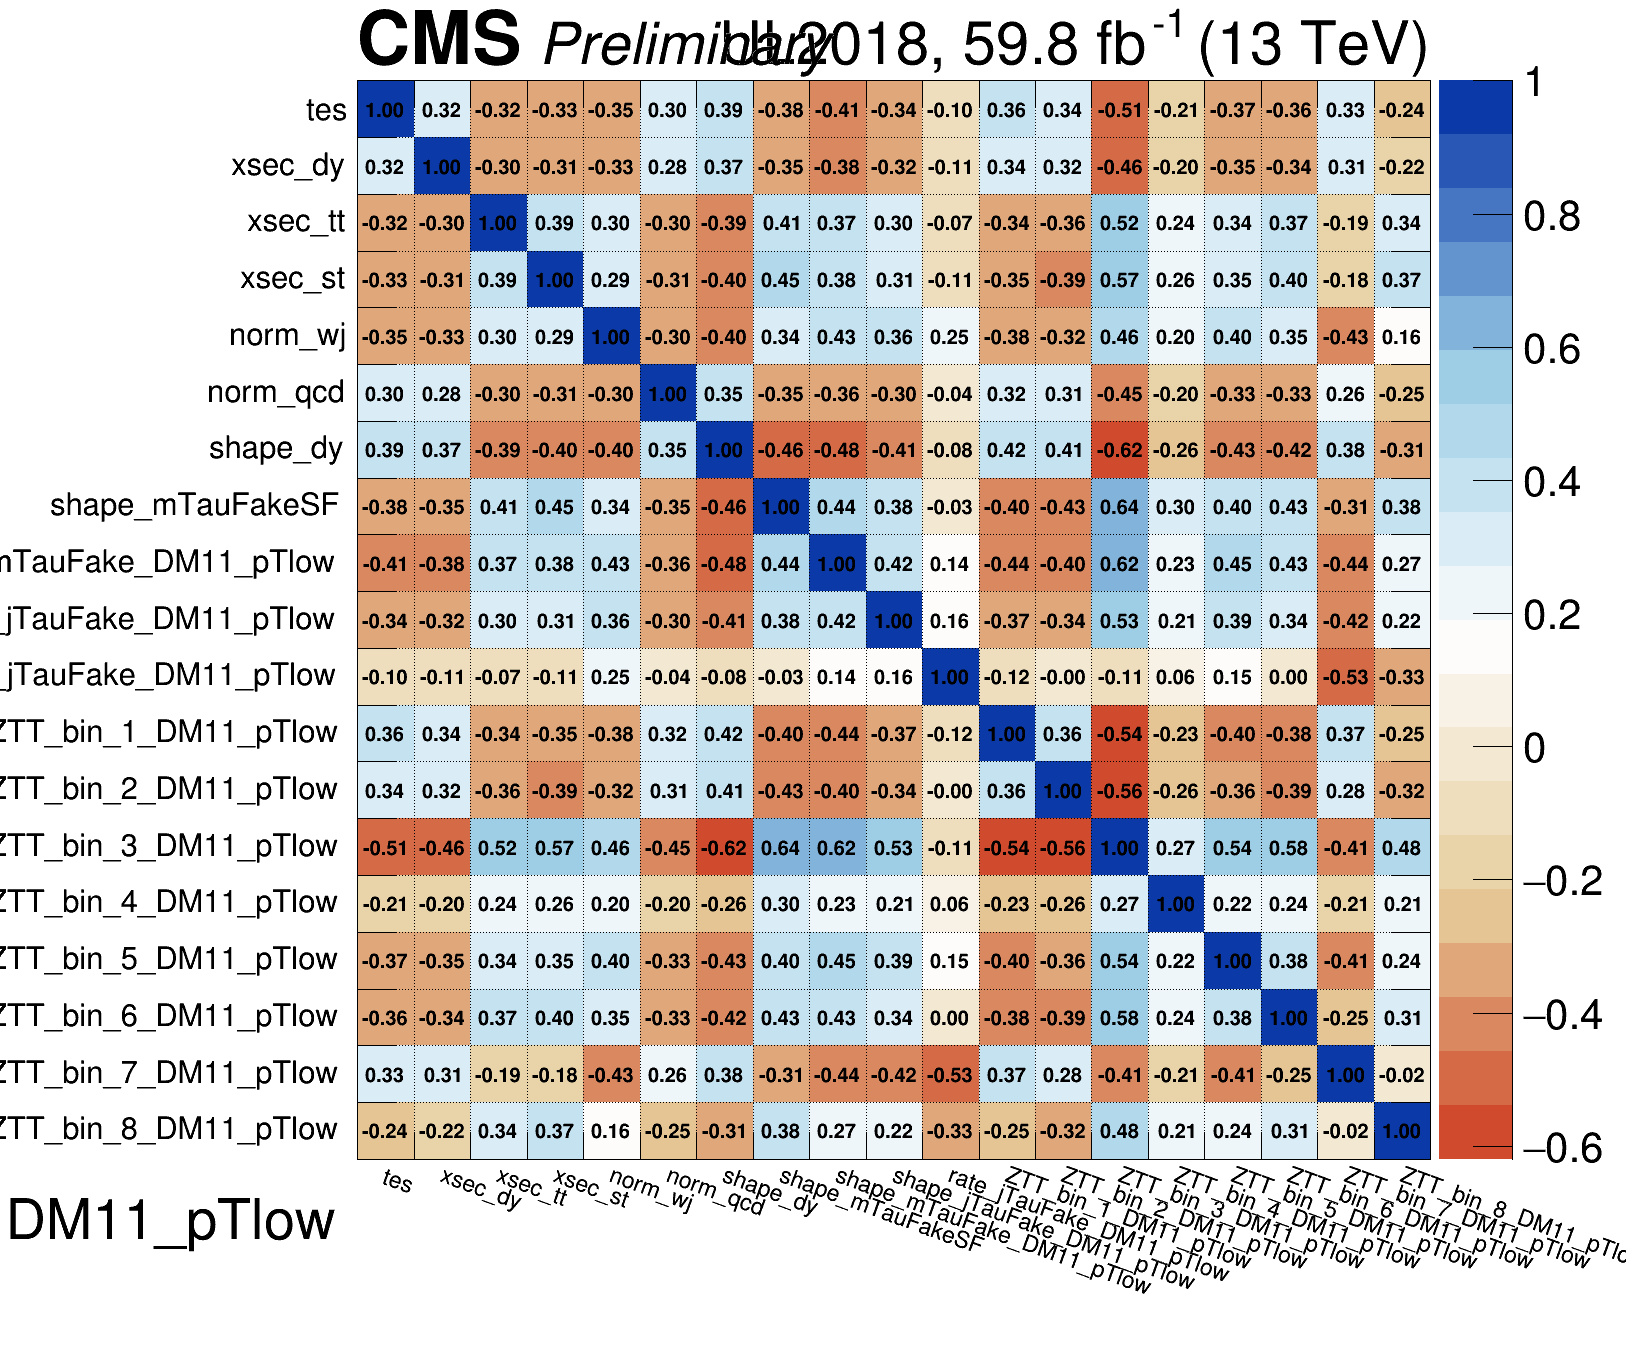 CMS Preliminary UL2018, 59.8 fb⁻¹ (13 TeV)
tes 1.00 0.32 -0.32 -0.33 -0.35 0.30 0.39 -0.38 -0.41 -0.34 -0.10 0.36 0.34 -0.51 -0.21 -0.37 -0.36 0.33 -0.24
xsec_dy 0.32 1.00 -0.30 -0.31 -0.33 0.28 0.37 -0.35 -0.38 -0.32 -0.11 0.34 0.32 -0.46 -0.20 -0.35 -0.34 0.31 -0.22
xsec_tt -0.32 -0.30 1.00 0.39 0.30 -0.30 -0.39 0.41 0.37 0.30 -0.07 -0.34 -0.36 0.52 0.24 0.34 0.37 -0.19 0.34
xsec_st -0.33 -0.31 0.39 1.00 0.29 -0.31 -0.40 0.45 0.38 0.31 -0.11 -0.35 -0.39 0.57 0.26 0.35 0.40 -0.18 0.37
norm_wj -0.35 -0.33 0.30 0.29 1.00 -0.30 -0.40 0.34 0.43 0.36 0.25 -0.38 -0.32 0.46 0.20 0.40 0.35 -0.43 0.16
norm_qcd 0.30 0.28 -0.30 -0.31 -0.30 1.00 0.35 -0.35 -0.36 -0.30 -0.04 0.32 0.31 -0.45 -0.20 -0.33 -0.33 0.26 -0.25
shape_dy 0.39 0.37 -0.39 -0.40 -0.40 0.35 1.00 -0.46 -0.48 -0.41 -0.08 0.42 0.41 -0.62 -0.26 -0.43 -0.42 0.38 -0.31
shape_mTauFakeSF -0.38 -0.35 0.41 0.45 0.34 -0.35 -0.46 1.00 0.44 0.38 -0.03 -0.40 -0.43 0.64 0.30 0.40 0.43 -0.31 0.38
mTauFake_DM11_pTlow -0.41 -0.38 0.37 0.38 0.43 -0.36 -0.48 0.44 1.00 0.42 0.14 -0.44 -0.40 0.62 0.23 0.45 0.43 -0.44 0.27
_jTauFake_DM11_pTlow -0.34 -0.32 0.30 0.31 0.36 -0.30 -0.41 0.38 0.42 1.00 0.16 -0.37 -0.34 0.53 0.21 0.39 0.34 -0.42 0.22
_jTauFake_DM11_pTlow -0.10 -0.11 -0.07 -0.11 0.25 -0.04 -0.08 -0.03 0.14 0.16 1.00 -0.12 -0.00 -0.11 0.06 0.15 0.00 -0.53 -0.33
ZTT_bin_1_DM11_pTlow 0.36 0.34 -0.34 -0.35 -0.38 0.32 0.42 -0.40 -0.44 -0.37 -0.12 1.00 0.36 -0.54 -0.23 -0.40 -0.38 0.37 -0.25
ZTT_bin_2_DM11_pTlow 0.34 0.32 -0.36 -0.39 -0.32 0.31 0.41 -0.43 -0.40 -0.34 -0.00 0.36 1.00 -0.56 -0.26 -0.36 -0.39 0.28 -0.32
ZTT_bin_3_DM11_pTlow -0.51 -0.46 0.52 0.57 0.46 -0.45 -0.62 0.64 0.62 0.53 -0.11 -0.54 -0.56 1.00 0.27 0.54 0.58 -0.41 0.48
ZTT_bin_4_DM11_pTlow -0.21 -0.20 0.24 0.26 0.20 -0.20 -0.26 0.30 0.23 0.21 0.06 -0.23 -0.26 0.27 1.00 0.22 0.24 -0.21 0.21
ZTT_bin_5_DM11_pTlow -0.37 -0.35 0.34 0.35 0.40 -0.33 -0.43 0.40 0.45 0.39 0.15 -0.40 -0.36 0.54 0.22 1.00 0.38 -0.41 0.24
ZTT_bin_6_DM11_pTlow -0.36 -0.34 0.37 0.40 0.35 -0.33 -0.42 0.43 0.43 0.34 0.00 -0.38 -0.39 0.58 0.24 0.38 1.00 -0.25 0.31
ZTT_bin_7_DM11_pTlow 0.33 0.31 -0.19 -0.18 -0.43 0.26 0.38 -0.31 -0.44 -0.42 -0.53 0.37 0.28 -0.41 -0.21 -0.41 -0.25 1.00 -0.02
ZTT_bin_8_DM11_pTlow -0.24 -0.22 0.34 0.37 0.16 -0.25 -0.31 0.38 0.27 0.22 -0.33 -0.25 -0.32 0.48 0.21 0.24 0.31 -0.02 1.00
1
0.8
0.6
0.4
0.2
0
−0.2
−0.4
−0.6
tes
xsec_dy
xsec_tt
xsec_st
norm_wj
norm_qcd
shape_dy
shape_mTauFakeSF
shape_mTauFake_DM11_pTlow
shape_jTauFake_DM11_pTlow
rate_jTauFake_DM11_pTlow
ZTT_bin_1_DM11_pTlow
ZTT_bin_2_DM11_pTlow
ZTT_bin_3_DM11_pTlow
ZTT_bin_4_DM11_pTlow
ZTT_bin_5_DM11_pTlow
ZTT_bin_6_DM11_pTlow
ZTT_bin_7_DM11_pTlow
ZTT_bin_8_DM11_pTlo
DM11_pTlow